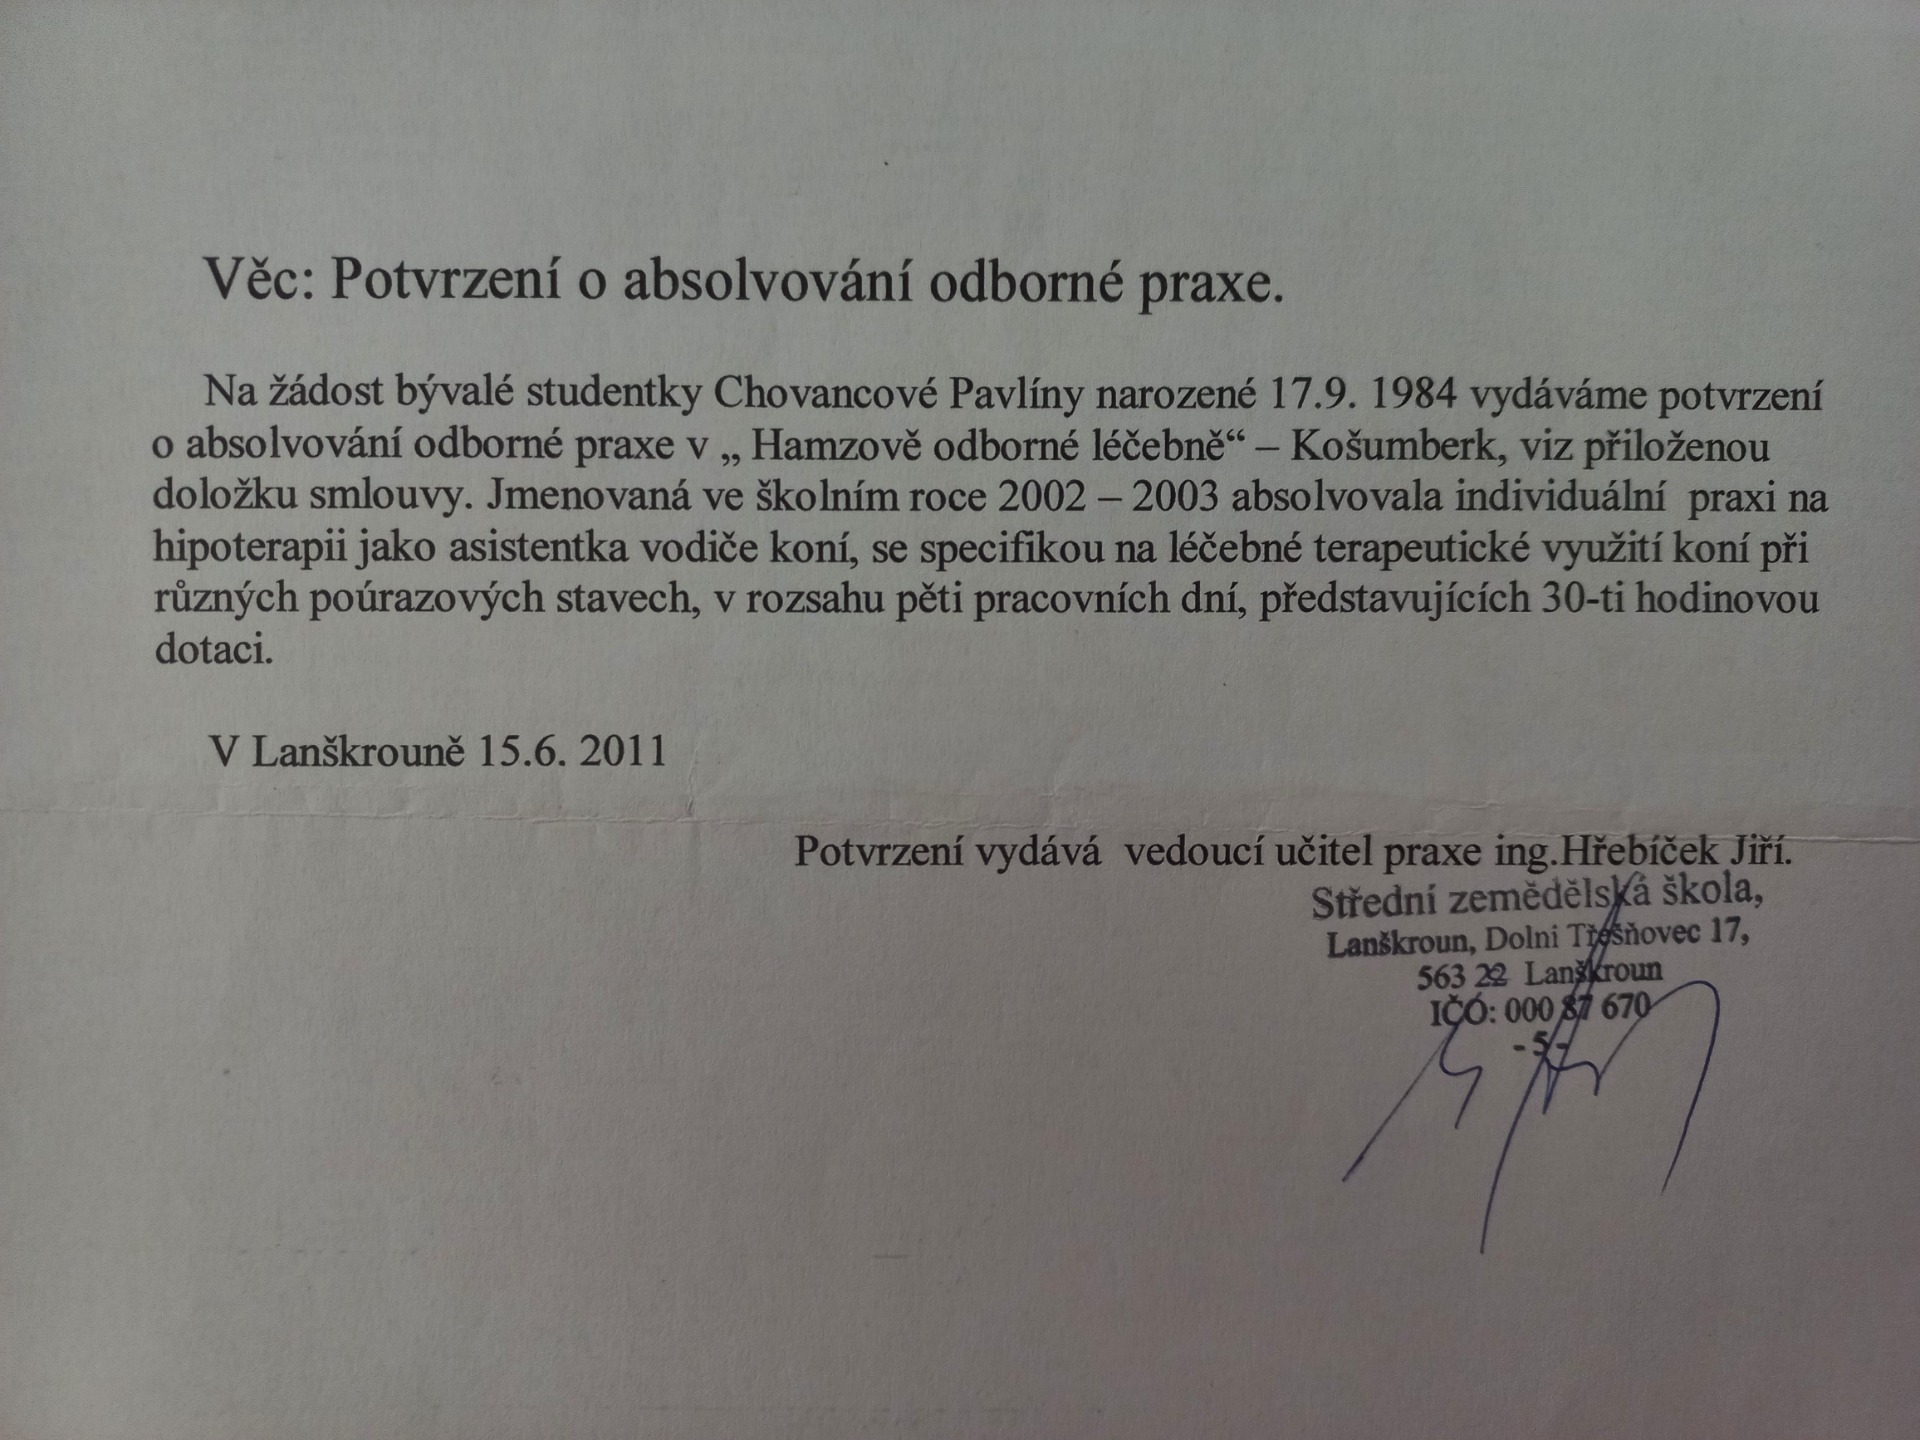 Věc: Potvrzení o absolvování odborné praxe.
Na žádost bývalé studentky Chovancové Pavlíny narozené 17.9. 1984 vydáváme potvrzení
o absolvování odborné praxe v „ Hamzově odborné léčebně“ – Košumberk, viz přiloženou
doložku smlouvy. Jmenovaná ve školním roce 2002 – 2003 absolvovala individuální  praxi na
hipoterapii jako asistentka vodiče koní, se specifikou na léčebné terapeutické využití koní při
různých poúrazových stavech, v rozsahu pěti pracovních dní, představujících 30-ti hodinovou
dotaci.
V Lanškrouně 15.6. 2011
Potvrzení vydává  vedoucí učitel praxe ing.Hřebíček Jiří.
Střední zemědělská škola,
Lanškroun, Dolni Třešňovec 17,
563 22 Lanškroun
IČO: 000 87 670
- 5 -